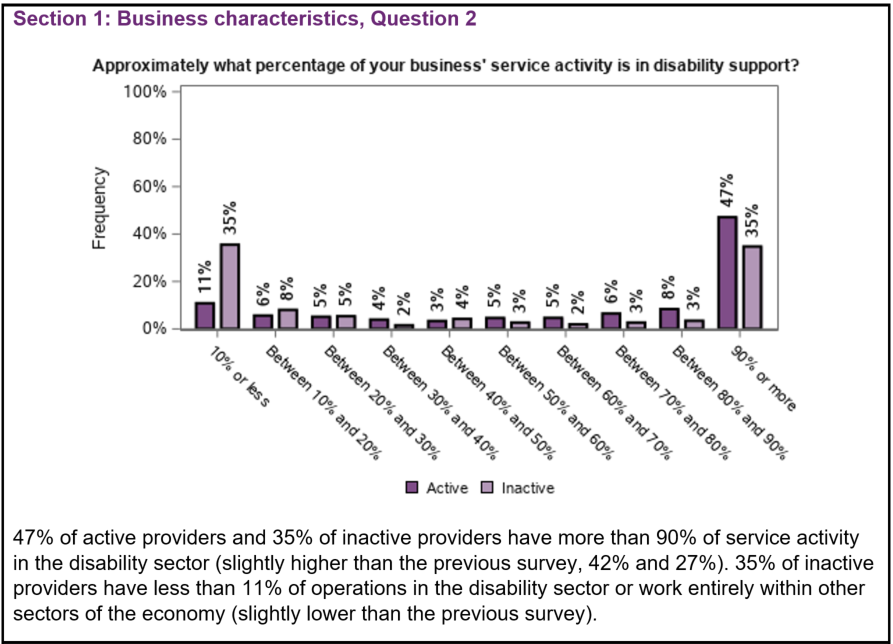 Section 1: Business characteristics, Question 2
Approximately what percentage of your business' service activity is in disability support?
100%
80%
60%
40%
20%
0%
Frequency
11%
35%
6%
8%
5%
5%
4%
2%
3%
4%
5%
3%
5%
2%
6%
3%
8%
3%
47%
35%
10% or less
Between 10% and 20%
Between 20% and 30%
Between 30% and 40%
Between 40% and 50%
Between 50% and 60%
Between 60% and 70%
Between 70% and 80%
Between 80% and 90%
90% or more
Active
Inactive
47% of active providers and 35% of inactive providers have more than 90% of service activity
in the disability sector (slightly higher than the previous survey, 42% and 27%). 35% of inactive
providers have less than 11% of operations in the disability sector or work entirely within other
sectors of the economy (slightly lower than the previous survey).